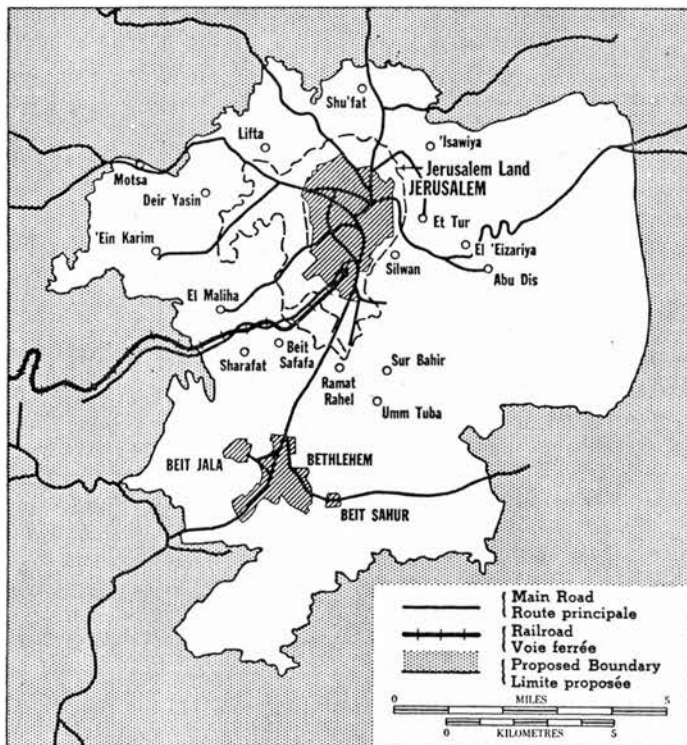 Shu'fat
'Isawiya
Lifta
Jerusalem Land
JERUSALEM
Motsa
Deir Yasin
Et Tur
'Ein Karim
El 'Eizariya
Silwan
Abu Dis
El Maliha
Beit
Safafa
Sharafat
Sur Bahir
Ramat
Rahel
Umm Tuba
BEIT JALA
BETHLEHEM
BEIT SAHUR
Main Road
Route principale
Railroad
Voie ferrée
Proposed Boundary
Limite proposée
0 MILES 5
0 5
KILOMETRES